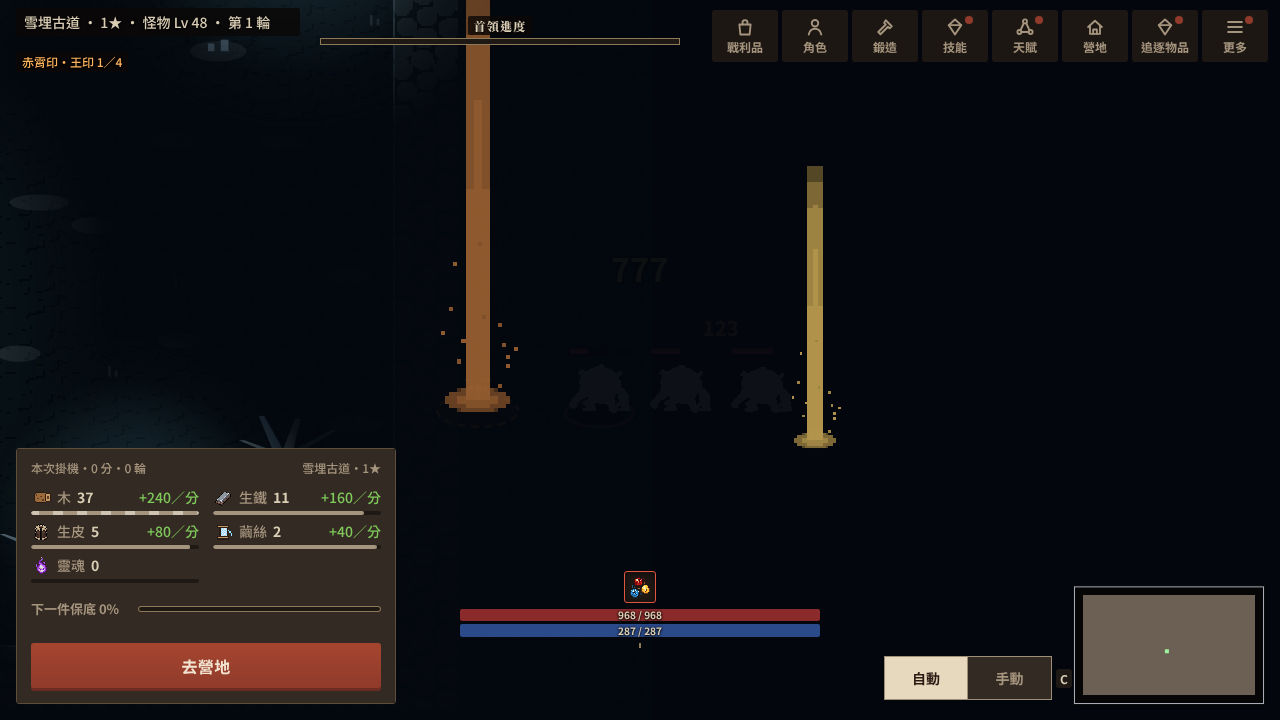 雪埋古道 · 1★ · 怪物 Lv 48 · 第 1 輪
首領進度
戰利品
角色
鍛造
技能
天賦
營地
追逐物品
更多
赤霄印·王印 1／4
777
123
本次掛機·0 分·0 輪
雪埋古道·1★
木 37 +240／分
生鐵 11 +160／分
生皮 5 +80／分
繭絲 2 +40／分
靈魂 0
下一件保底 0%
去營地
968 / 968
287 / 287
自動
手動
C